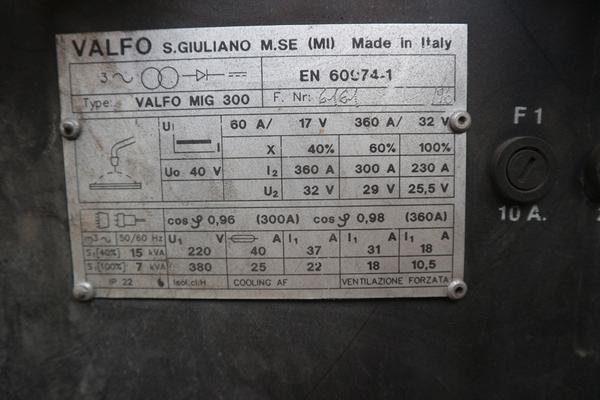 VALFO S.GIULIANO M.SE (MI) Made in Italy
3~ EN 60974-1
Type: VALFO MIG 300 F. Nr: 6161
60 A/ 17 V 360 A/ 32 V
U I X 40% 60% 100%
Uo 40 V I2 360 A 300 A 230 A
U2 32 V 29 V 25,5 V
cos φ 0,96 (300A) cos φ 0,98 (360A)
3~ 50/60 Hz U1 V A I1 A I1 A I1 A
S1[40%] 15 kVA 220 40 37 31 18
S1[100%] 7 kVA 380 25 22 18 10,5
IP 22 Isol.cl.H COOLING AF VENTILAZIONE FORZATA
F1
10 A.